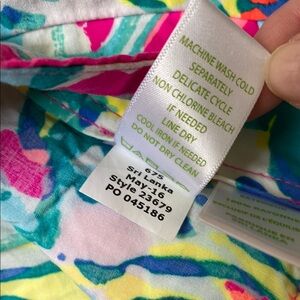 MACHINE WASH COLD
SEPARATELY
DELICATE CYCLE
NON CHLORINE BLEACH
IF NEEDED
LINE DRY
COOL IRON IF NEEDED
DO NOT DRY CLEAN
675
Sri Lanka
May-16
Style 23679
PO 045186